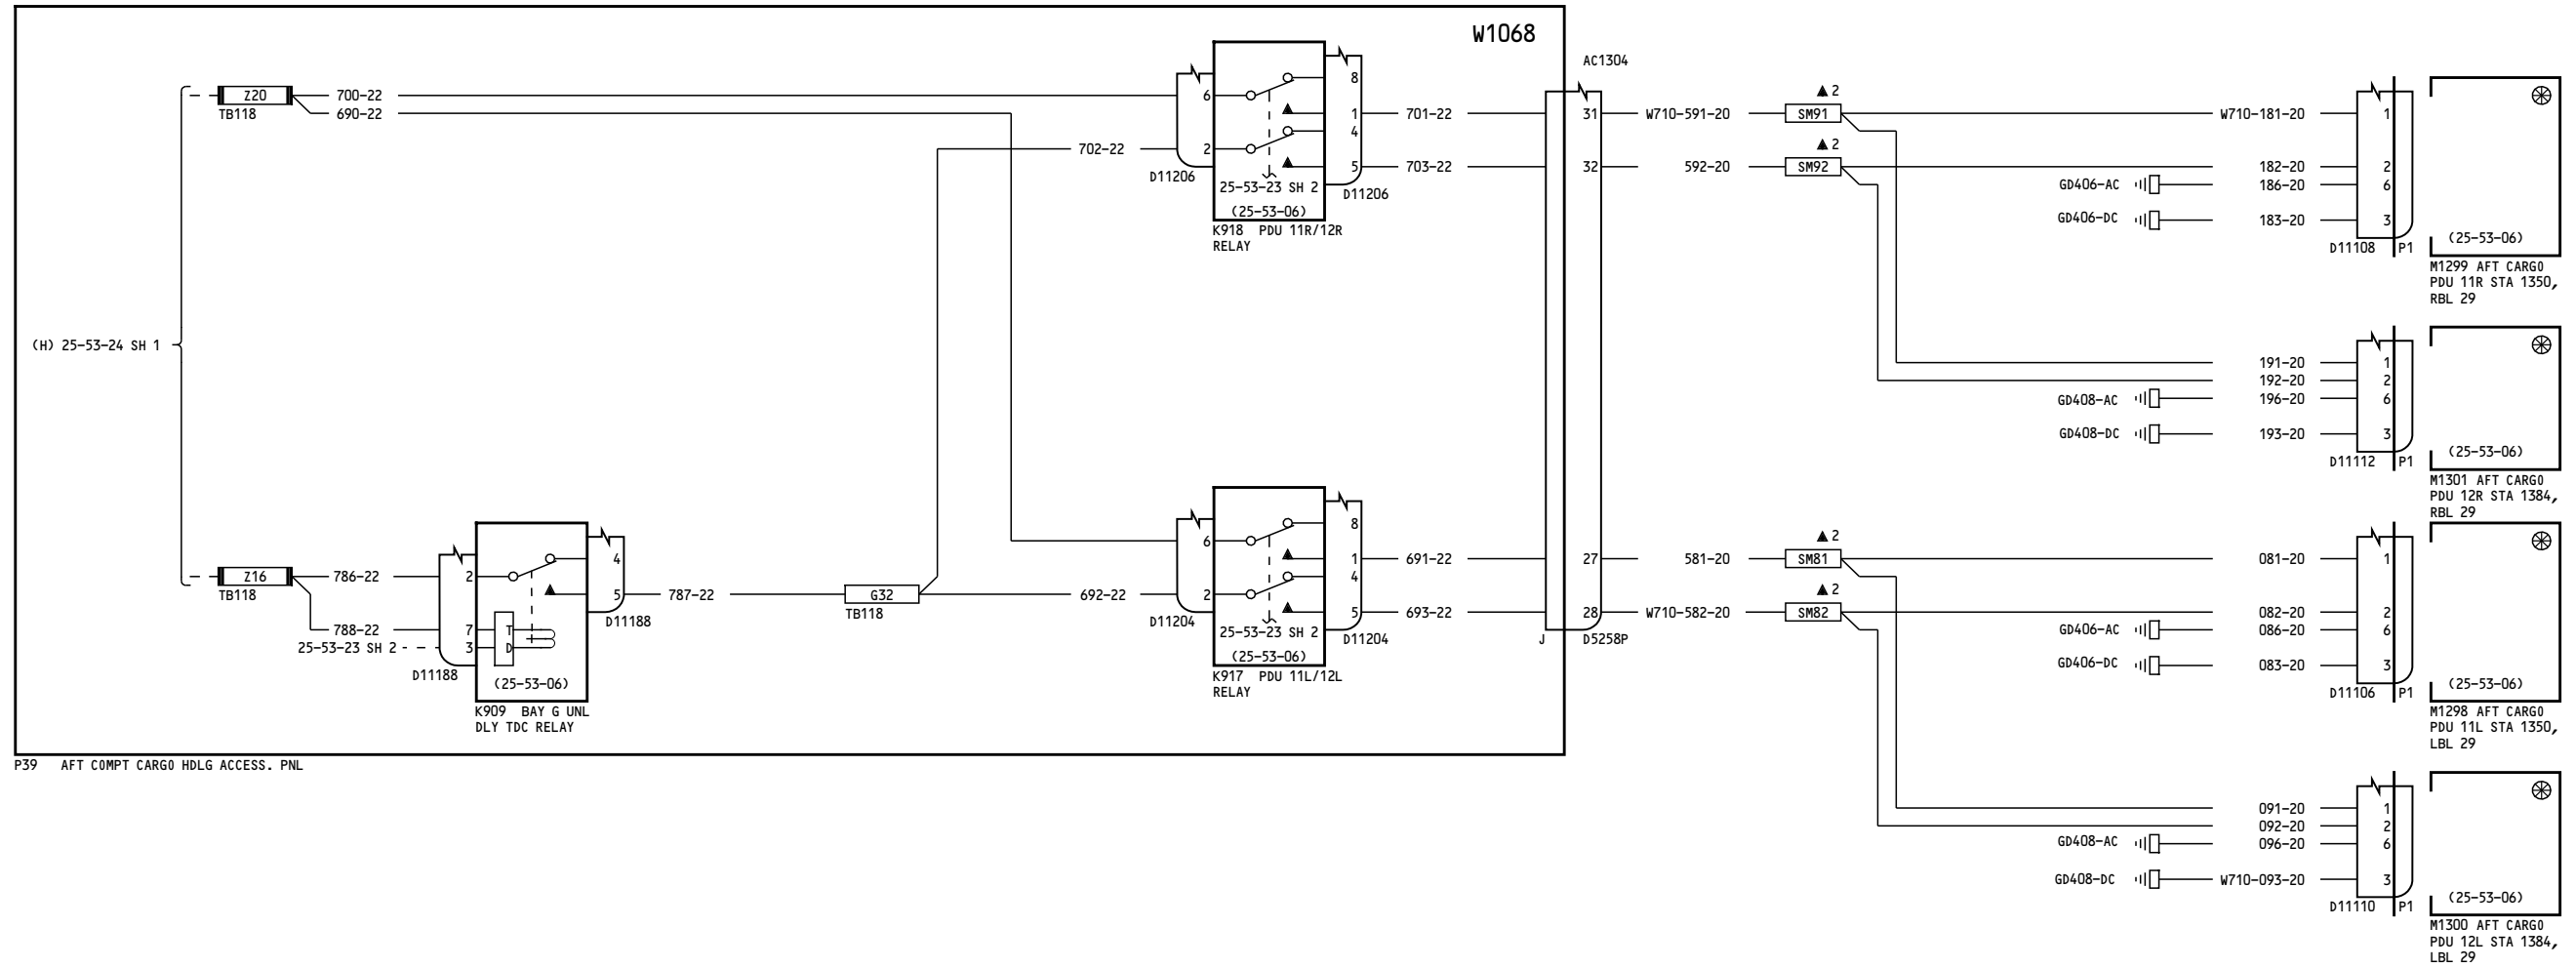 W1068
AC1304
Z20
TB118
700-22
690-22
702-22
6
2
8
1
4
5
D11206
25-53-23 SH 2
(25-53-06)
D11206
K918 PDU 11R/12R
RELAY
701-22
703-22
31
32
W710-591-20
592-20
▲ 2
SM91
▲ 2
SM92
W710-181-20
182-20
GD406-AC
186-20
GD406-DC
183-20
1
2
6
3
D11108
P1
(25-53-06)
M1299 AFT CARGO
PDU 11R STA 1350,
RBL 29
(H) 25-53-24 SH 1
191-20
192-20
GD408-AC
196-20
GD408-DC
193-20
1
2
6
3
D11112
P1
(25-53-06)
M1301 AFT CARGO
PDU 12R STA 1384,
RBL 29
Z16
TB118
786-22
788-22
25-53-23 SH 2
2
7
3
T
D
4
5
D11188
D11188
(25-53-06)
K909 BAY G UNL
DLY TDC RELAY
787-22
G32
TB118
692-22
6
2
8
1
4
5
D11204
25-53-23 SH 2
(25-53-06)
D11204
K917 PDU 11L/12L
RELAY
691-22
693-22
27
28
J
D5258P
581-20
W710-582-20
▲ 2
SM81
▲ 2
SM82
081-20
082-20
GD406-AC
086-20
GD406-DC
083-20
1
2
6
3
D11106
P1
(25-53-06)
M1298 AFT CARGO
PDU 11L STA 1350,
LBL 29
P39 AFT COMPT CARGO HDLG ACCESS. PNL
091-20
092-20
GD408-AC
096-20
GD408-DC
W710-093-20
1
2
6
3
D11110
P1
(25-53-06)
M1300 AFT CARGO
PDU 12L STA 1384,
LBL 29